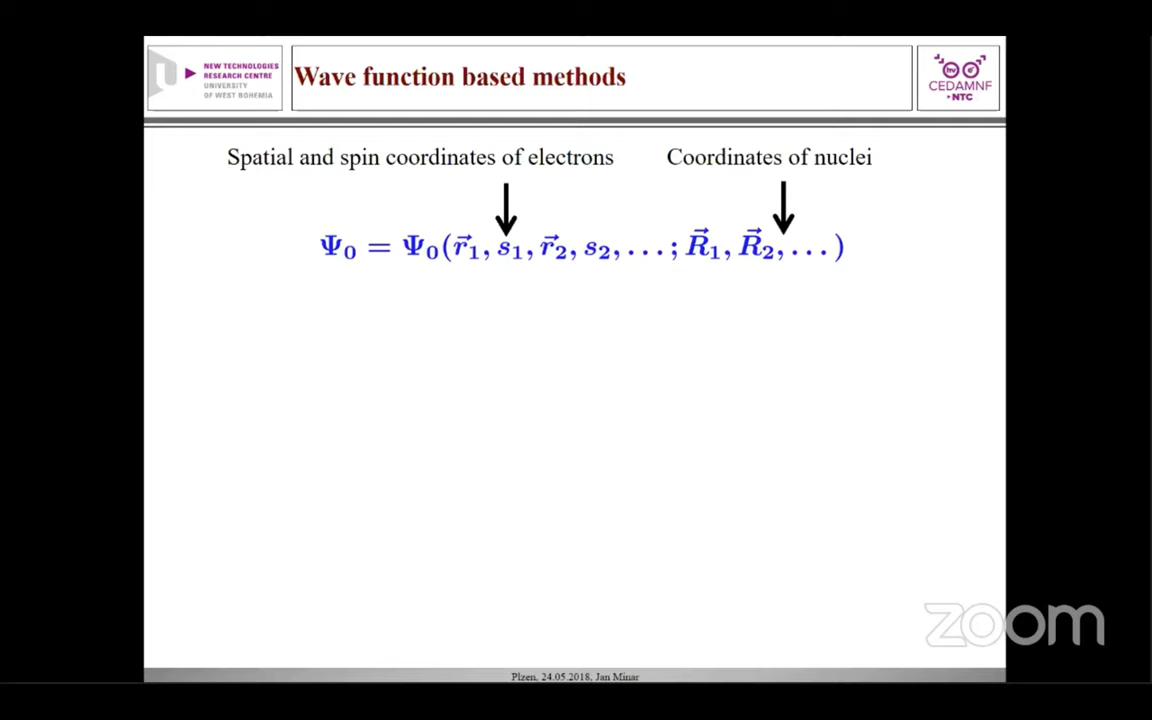 NEW TECHNOLOGIES
RESEARCH CENTRE
UNIVERSITY
OF WEST BOHEMIA
Wave function based methods
CEDAMNF
NTC
Spatial and spin coordinates of electrons
Coordinates of nuclei
Ψ₀ = Ψ₀(r⃗₁, s₁, r⃗₂, s₂, . . . ; R⃗₁, R⃗₂, . . . )
zoom
Plzen, 24.05.2018, Jan Minar